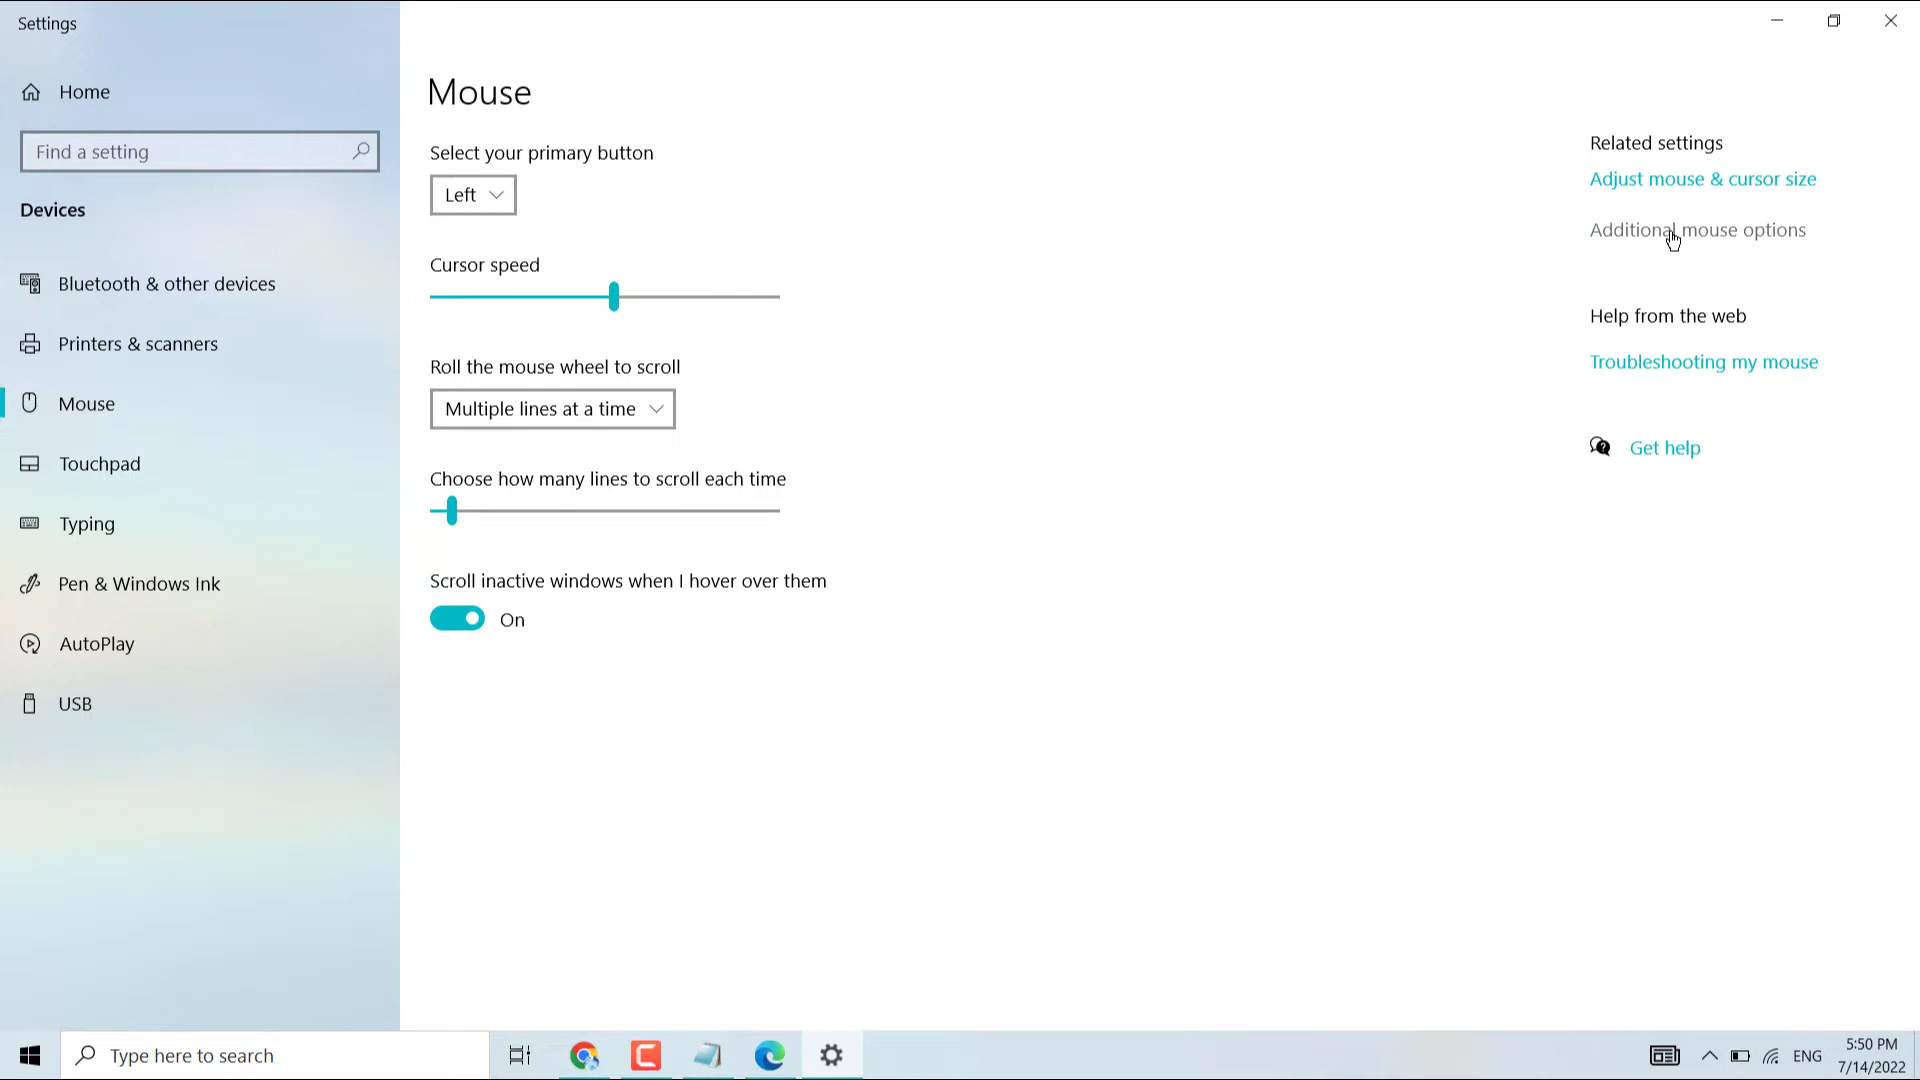 Settings
Home
Find a setting
Devices
Bluetooth & other devices
Printers & scanners
Mouse
Touchpad
Typing
Pen & Windows Ink
AutoPlay
USB
Mouse
Select your primary button
Left
Cursor speed
Roll the mouse wheel to scroll
Multiple lines at a time
Choose how many lines to scroll each time
Scroll inactive windows when I hover over them
On
Related settings
Adjust mouse & cursor size
Additional mouse options
Help from the web
Troubleshooting my mouse
Get help
Type here to search
ENG
5:50 PM
7/14/2022